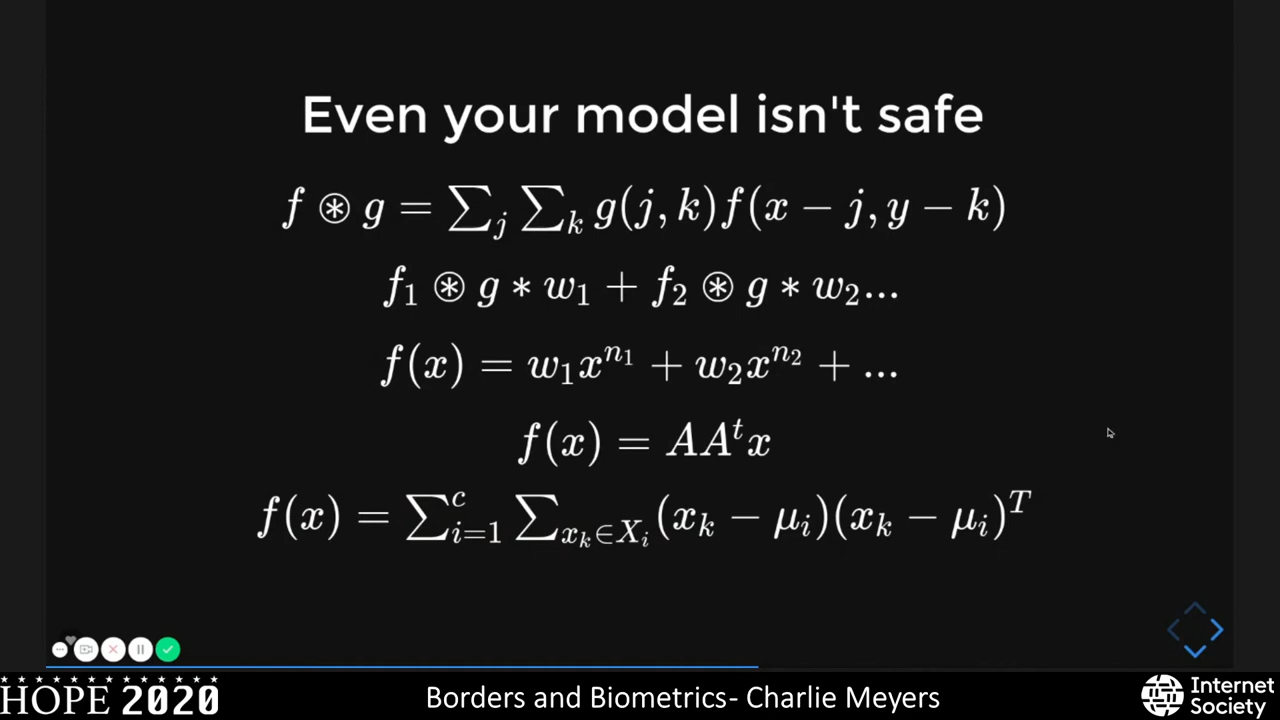 Even your model isn't safe
f ⊛ g = ∑_j ∑_k g(j, k)f(x − j, y − k)
f_1 ⊛ g ∗ w_1 + f_2 ⊛ g ∗ w_2...
f(x) = w_1x^{n_1} + w_2x^{n_2} + ...
f(x) = AA^tx
f(x) = ∑_{i=1}^c ∑_{x_k∈X_i} (x_k − μ_i)(x_k − μ_i)^T
HOPE 2020
Borders and Biometrics- Charlie Meyers
Internet
Society